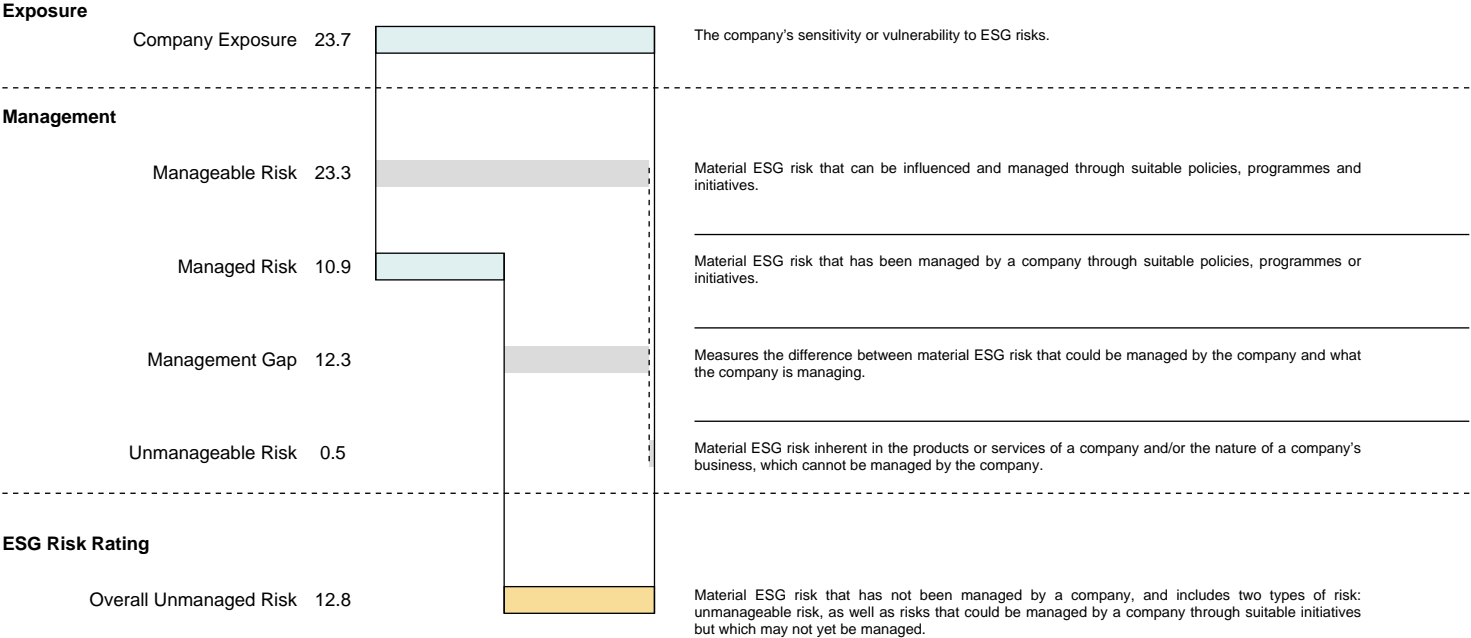 Exposure
Company Exposure 23.7
The company's sensitivity or vulnerability to ESG risks.
Management
Manageable Risk 23.3
Material ESG risk that can be influenced and managed through suitable policies, programmes and
initiatives.
Managed Risk 10.9
Material ESG risk that has been managed by a company through suitable policies, programmes or
initiatives.
Management Gap 12.3
Measures the difference between material ESG risk that could be managed by the company and what
the company is managing.
Unmanageable Risk 0.5
Material ESG risk inherent in the products or services of a company and/or the nature of a company's
business, which cannot be managed by the company.
ESG Risk Rating
Overall Unmanaged Risk 12.8
Material ESG risk that has not been managed by a company, and includes two types of risk:
unmanageable risk, as well as risks that could be managed by a company through suitable initiatives
but which may not yet be managed.